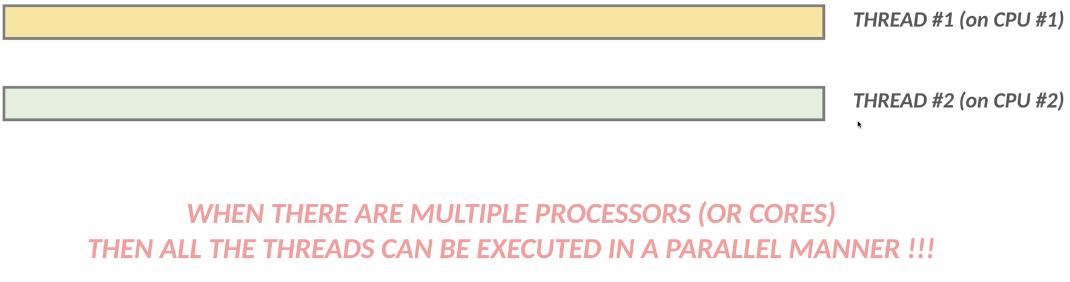 THREAD #1 (on CPU #1)
THREAD #2 (on CPU #2)
WHEN THERE ARE MULTIPLE PROCESSORS (OR CORES)
THEN ALL THE THREADS CAN BE EXECUTED IN A PARALLEL MANNER !!!